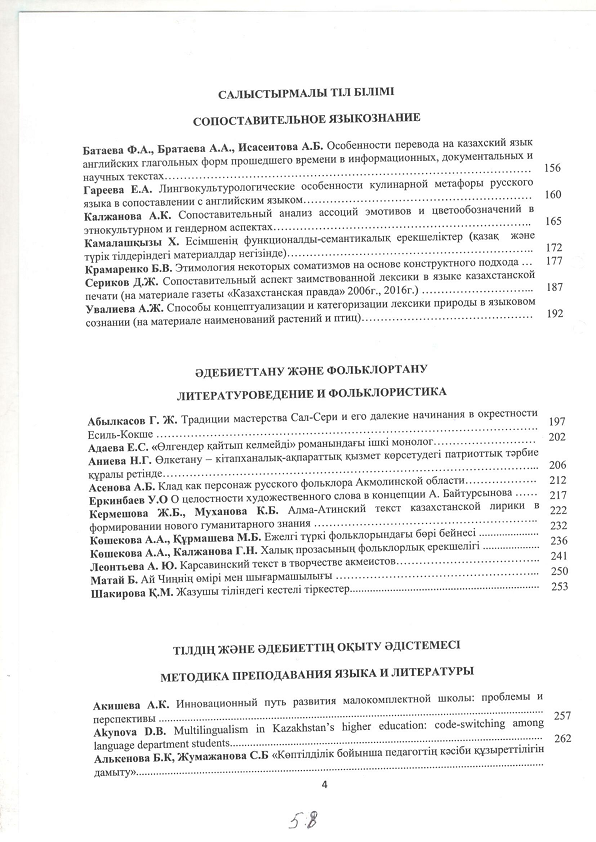 САЛЫСТЫРМАЛЫ ТІЛ БІЛІМІ
СОПОСТАВИТЕЛЬНОЕ ЯЗЫКОЗНАНИЕ
Батаева Ф.А., Братаева А.А., Исасеитова А.Б. Особенности перевода на казахский язык
английских глагольных форм прошедшего времени в информационных, документальных и
научных текстах……………………………………………………………………………… 156
Гареева Е.А. Лингвокультурологические особенности кулинарной метафоры русского
языка в сопоставлении с английским языком……………………………………………… 160
Калжанова А.К. Сопоставительный анализ ассоций эмотивов и цветообозначений в
этнокультурном и гендерном аспектах…………………………………………………….. 165
Камалашқызы Х. Есімшенің функционалды-семантикалық ерекшеліктер (қазақ және
түрік тілдеріндегі материалдар негізінде)………………………………………………….. 172
Крамаренко Б.В. Этимология некоторых соматизмов на основе конструктного подхода … 177
Сериков Д.Ж. Сопоставительный аспект заимствованной лексики в языке казахстанской
печати (на материале газеты «Казахстанская правда» 2006г., 2016г.) …………………….. 187
Увалиева А.Ж. Способы концептуализации и категоризации лексики природы в языковом
сознании (на материале наименований растений и птиц)………………………………… 192
ӘДЕБИЕТТАНУ ЖӘНЕ ФОЛЬКЛОРТАНУ
ЛИТЕРАТУРОВЕДЕНИЕ И ФОЛЬКЛОРИСТИКА
Абылкасов Г. Ж. Традиции мастерства Сал-Сери и его далекие начинания в окрестности
Есиль-Кокше ………………………………………………………………………………… 197
Адаева Е.С. «Өлгендер қайтып келмейді» романындағы ішкі монолог…………………… 202
Аниева Н.Г. Өлкетану – кітапханалық-ақпараттық қызмет көрсетудегі патриоттық тәрбие
құралы ретінде……………………………………………………………………………….. 206
Асенова А.Б. Клад как персонаж русского фольклора Акмолинской области…………… 212
Еркинбаев У.О О целостности художественного слова в концепции А. Байтурсынова …… 217
Кермешова Ж.Б., Муханова К.Б. Алма-Атинский текст казахстанской лирики в
формировании нового гуманитарного знания …………………………………………….. 222
Көшекова А.А., Құрмашева М.Б. Ежелгі түркі фольклорындағы бөрі бейнесі ........................ 232
Көшекова А.А., Калжанова Г.Н. Халық прозасының фольклорлық ерекшелігі .................... 236
Леонтьева А. Ю. Карсавинский текст в творчестве акмеистов…………………………….. 241
Матай Б. Ай Чиңнің өмірі мен шығармашылығы ………………………………………….. 250
Шакирова Қ.М. Жазушы тіліндегі кестелі тіркестер................................................................ 253
ТІЛДІҢ ЖӘНЕ ӘДЕБИЕТТІҢ ОҚЫТУ ӘДІСТЕМЕСІ
МЕТОДИКА ПРЕПОДАВАНИЯ ЯЗЫКА И ЛИТЕРАТУРЫ
Акишева А.К. Инновационный путь развития малокомплектной школы: проблемы и
перспективы ................................................................................................................................ 257
Akynova D.B. Multilingualism in Kazakhstan's higher education: code-switching among
language department students........................................................................................................ 262
Алькенова Б.К, Жумажанова С.Б «Көптілділік бойынша педагогтің кәсіби құзыреттілігін
дамыту»........................................................................................................................................
4
58